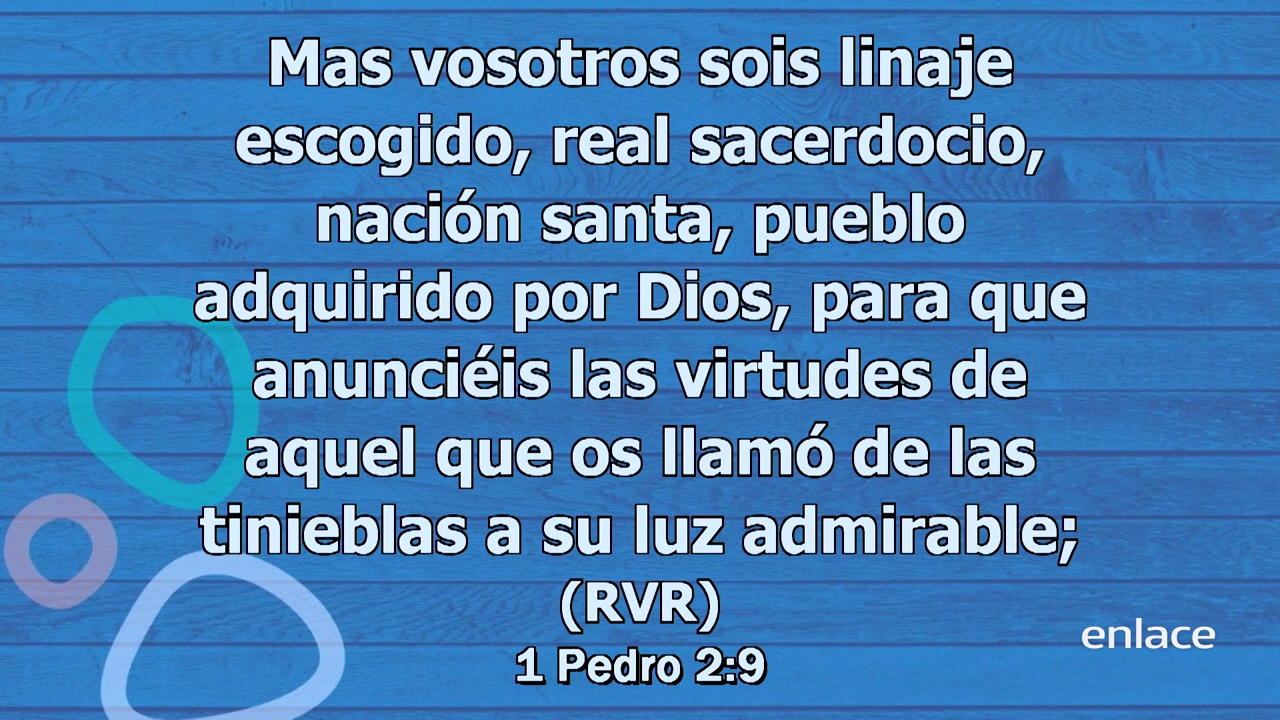 Mas vosotros sois linaje
escogido, real sacerdocio,
nación santa, pueblo
adquirido por Dios, para que
anunciéis las virtudes de
aquel que os llamó de las
tinieblas a su luz admirable;
(RVR)
1 Pedro 2:9
enlace